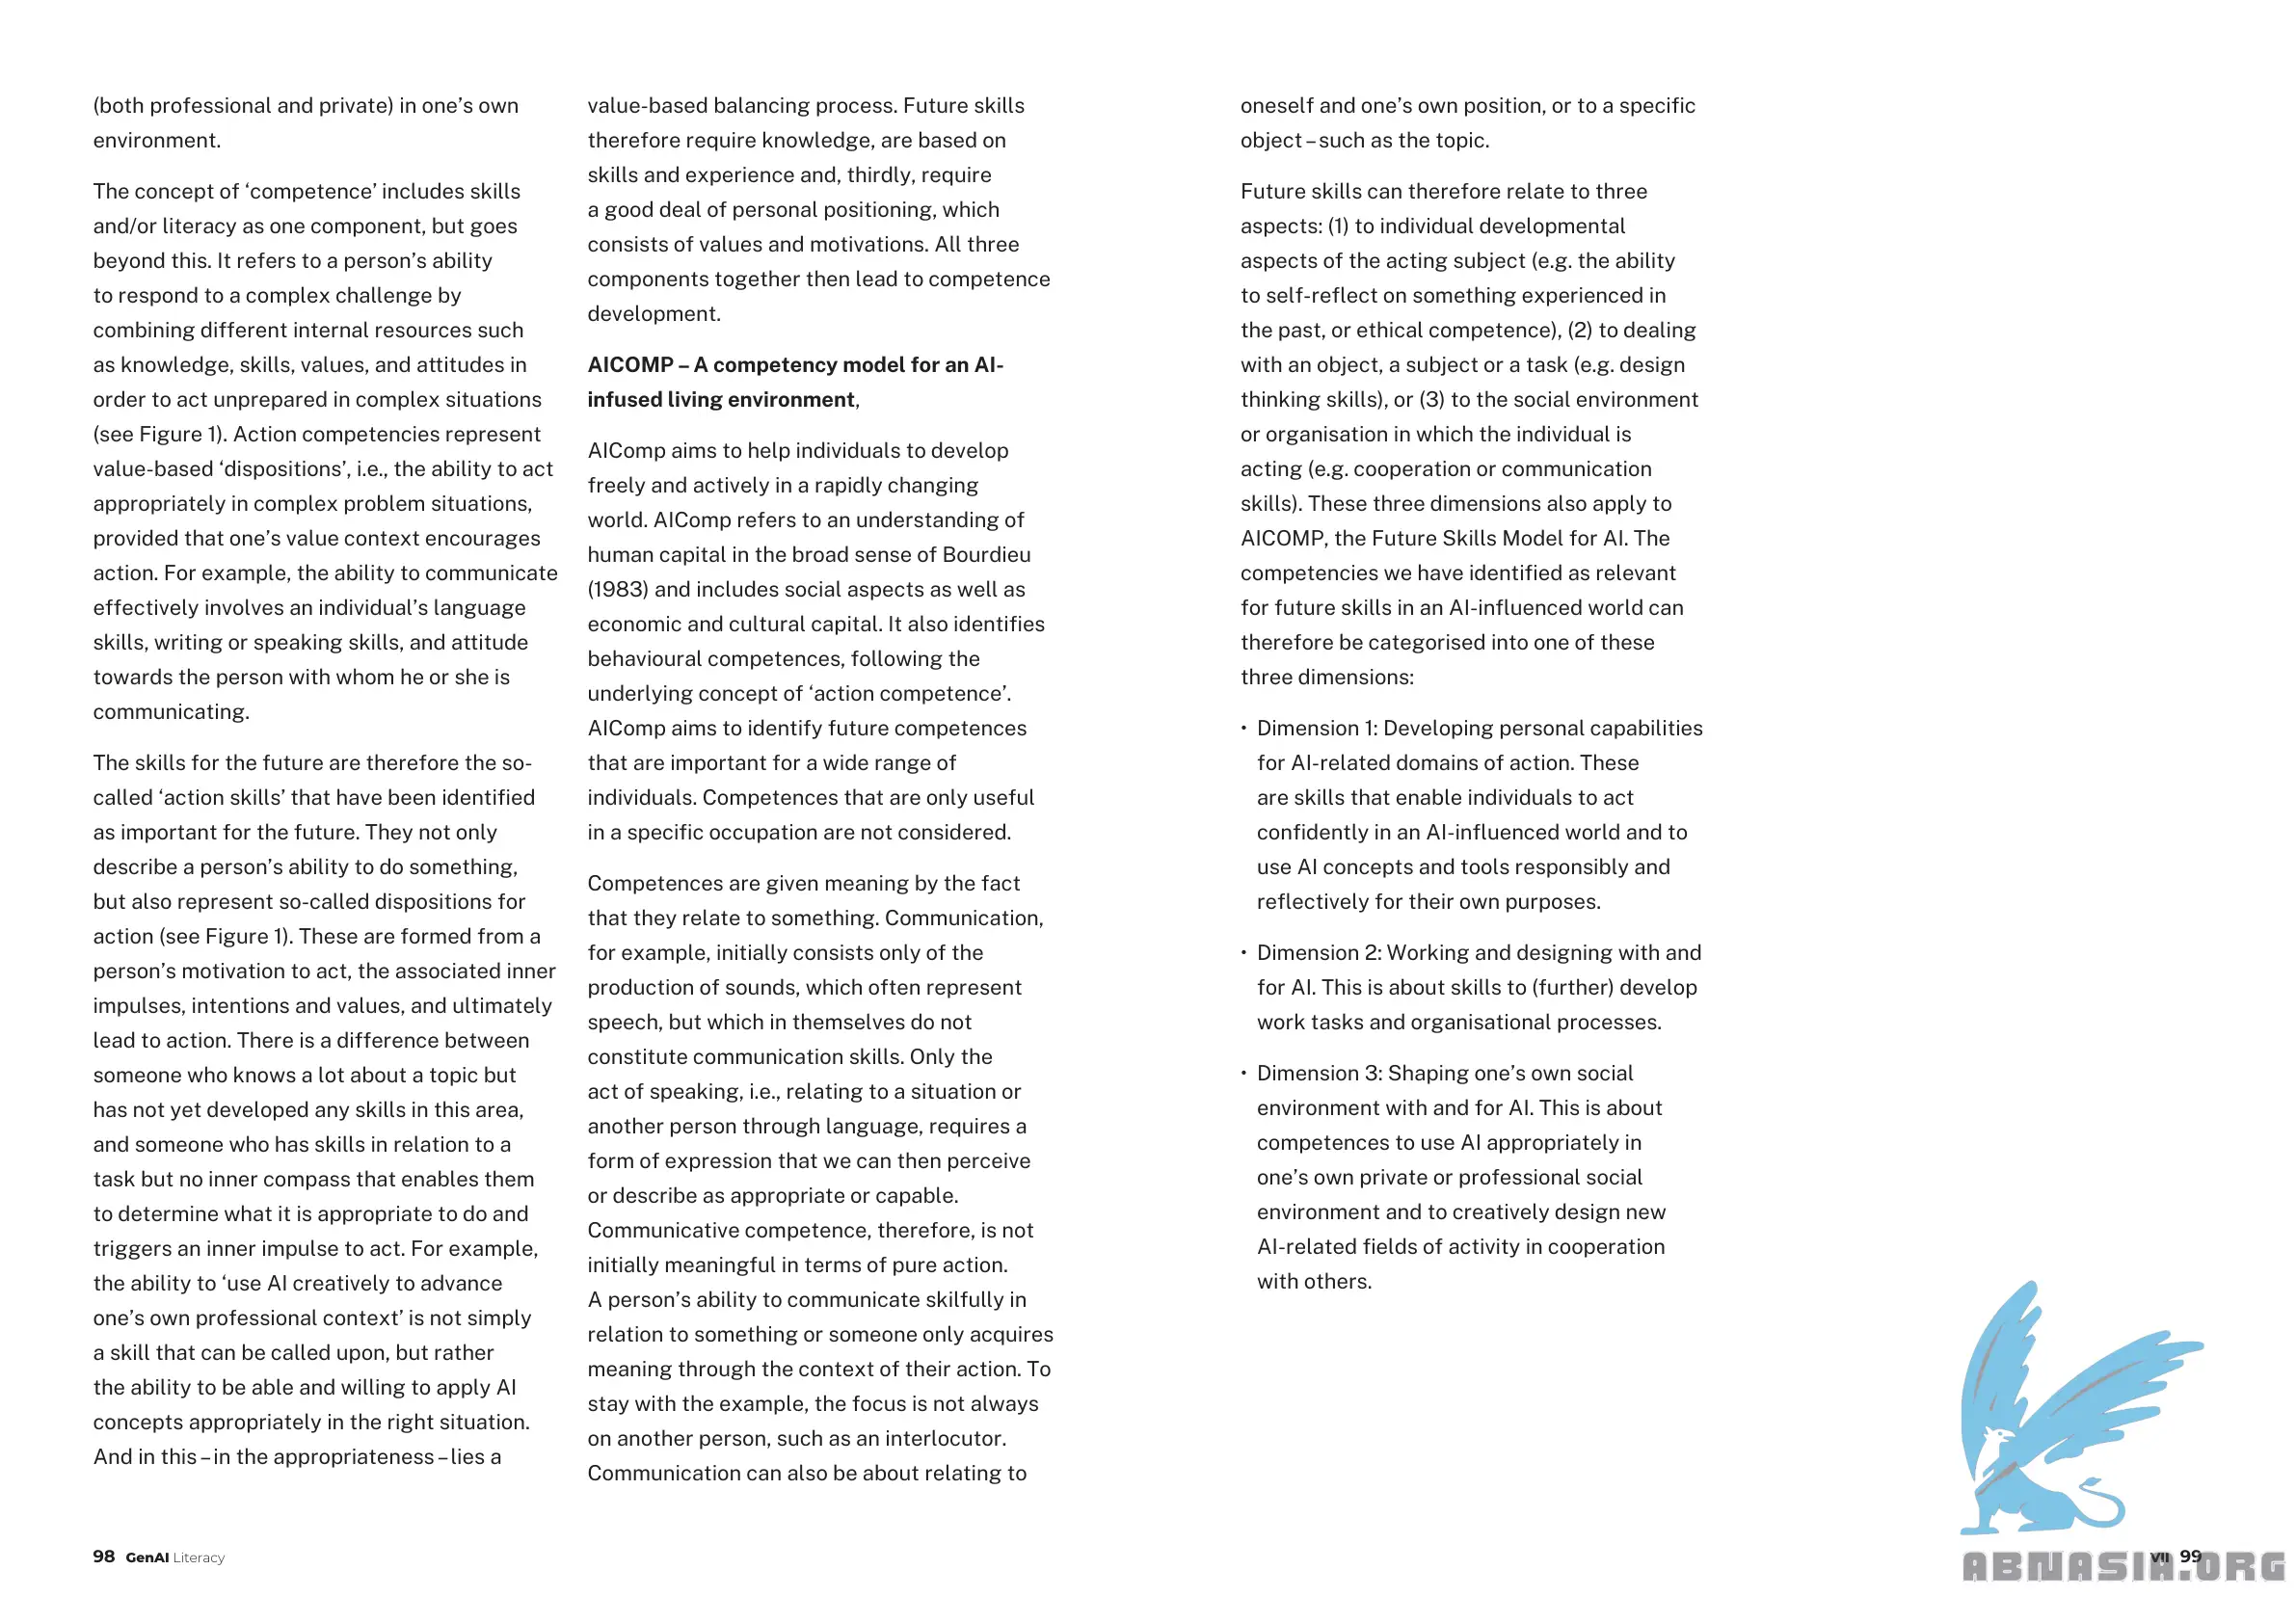 (both professional and private) in one’s own
environment.
The concept of ‘competence’ includes skills
and/or literacy as one component, but goes
beyond this. It refers to a person’s ability
to respond to a complex challenge by
combining different internal resources such
as knowledge, skills, values, and attitudes in
order to act unprepared in complex situations
(see Figure 1). Action competencies represent
value-based ‘dispositions’, i.e., the ability to act
appropriately in complex problem situations,
provided that one’s value context encourages
action. For example, the ability to communicate
effectively involves an individual’s language
skills, writing or speaking skills, and attitude
towards the person with whom he or she is
communicating.
The skills for the future are therefore the so-
called ‘action skills’ that have been identified
as important for the future. They not only
describe a person’s ability to do something,
but also represent so-called dispositions for
action (see Figure 1). These are formed from a
person’s motivation to act, the associated inner
impulses, intentions and values, and ultimately
lead to action. There is a difference between
someone who knows a lot about a topic but
has not yet developed any skills in this area,
and someone who has skills in relation to a
task but no inner compass that enables them
to determine what it is appropriate to do and
triggers an inner impulse to act. For example,
the ability to ‘use AI creatively to advance
one’s own professional context’ is not simply
a skill that can be called upon, but rather
the ability to be able and willing to apply AI
concepts appropriately in the right situation.
And in this – in the appropriateness – lies a
value-based balancing process. Future skills
therefore require knowledge, are based on
skills and experience and, thirdly, require
a good deal of personal positioning, which
consists of values and motivations. All three
components together then lead to competence
development.
AICOMP – A competency model for an AI-
infused living environment,
AIComp aims to help individuals to develop
freely and actively in a rapidly changing
world. AIComp refers to an understanding of
human capital in the broad sense of Bourdieu
(1983) and includes social aspects as well as
economic and cultural capital. It also identifies
behavioural competences, following the
underlying concept of ‘action competence’.
AIComp aims to identify future competences
that are important for a wide range of
individuals. Competences that are only useful
in a specific occupation are not considered.
Competences are given meaning by the fact
that they relate to something. Communication,
for example, initially consists only of the
production of sounds, which often represent
speech, but which in themselves do not
constitute communication skills. Only the
act of speaking, i.e., relating to a situation or
another person through language, requires a
form of expression that we can then perceive
or describe as appropriate or capable.
Communicative competence, therefore, is not
initially meaningful in terms of pure action.
A person’s ability to communicate skilfully in
relation to something or someone only acquires
meaning through the context of their action. To
stay with the example, the focus is not always
on another person, such as an interlocutor.
Communication can also be about relating to
oneself and one’s own position, or to a specific
object – such as the topic.
Future skills can therefore relate to three
aspects: (1) to individual developmental
aspects of the acting subject (e.g. the ability
to self-reflect on something experienced in
the past, or ethical competence), (2) to dealing
with an object, a subject or a task (e.g. design
thinking skills), or (3) to the social environment
or organisation in which the individual is
acting (e.g. cooperation or communication
skills). These three dimensions also apply to
AICOMP, the Future Skills Model for AI. The
competencies we have identified as relevant
for future skills in an AI-influenced world can
therefore be categorised into one of these
three dimensions:
• Dimension 1: Developing personal capabilities
for AI-related domains of action. These
are skills that enable individuals to act
confidently in an AI-influenced world and to
use AI concepts and tools responsibly and
reflectively for their own purposes.
• Dimension 2: Working and designing with and
for AI. This is about skills to (further) develop
work tasks and organisational processes.
• Dimension 3: Shaping one’s own social
environment with and for AI. This is about
competences to use AI appropriately in
one’s own private or professional social
environment and to creatively design new
AI-related fields of activity in cooperation
with others.
98 GenAI Literacy
VII 99
ABNASIA.ORG